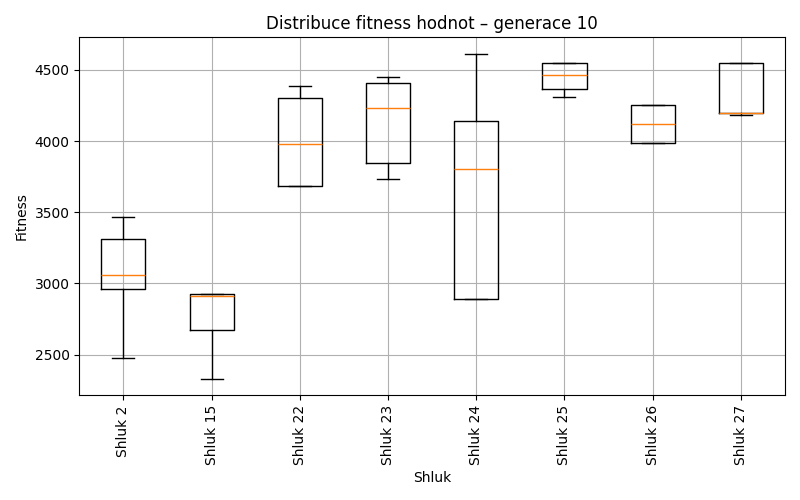 Distribuce fitness hodnot – generace 10
Fitness
4500
4000
3500
3000
2500
Shluk 2
Shluk 15
Shluk 22
Shluk 23
Shluk 24
Shluk 25
Shluk 26
Shluk 27
Shluk